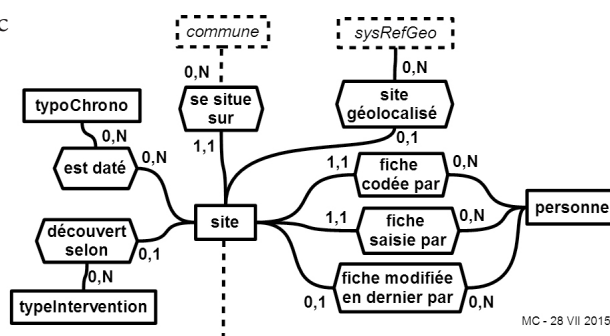 c
commune
sysRefGeo
0,N
0,N
typoChrono
se situe
sur
site
géolocalisé
0,N
0,N
1,1
0,1
est daté
1,1
fiche
codée par
0,N
site
personne
découvert
selon
0,1
1,1
fiche
saisie par
0,N
0,N
typeIntervention
fiche modifiée
en dernier par
0,1
0,N
MC - 28 VII 2015